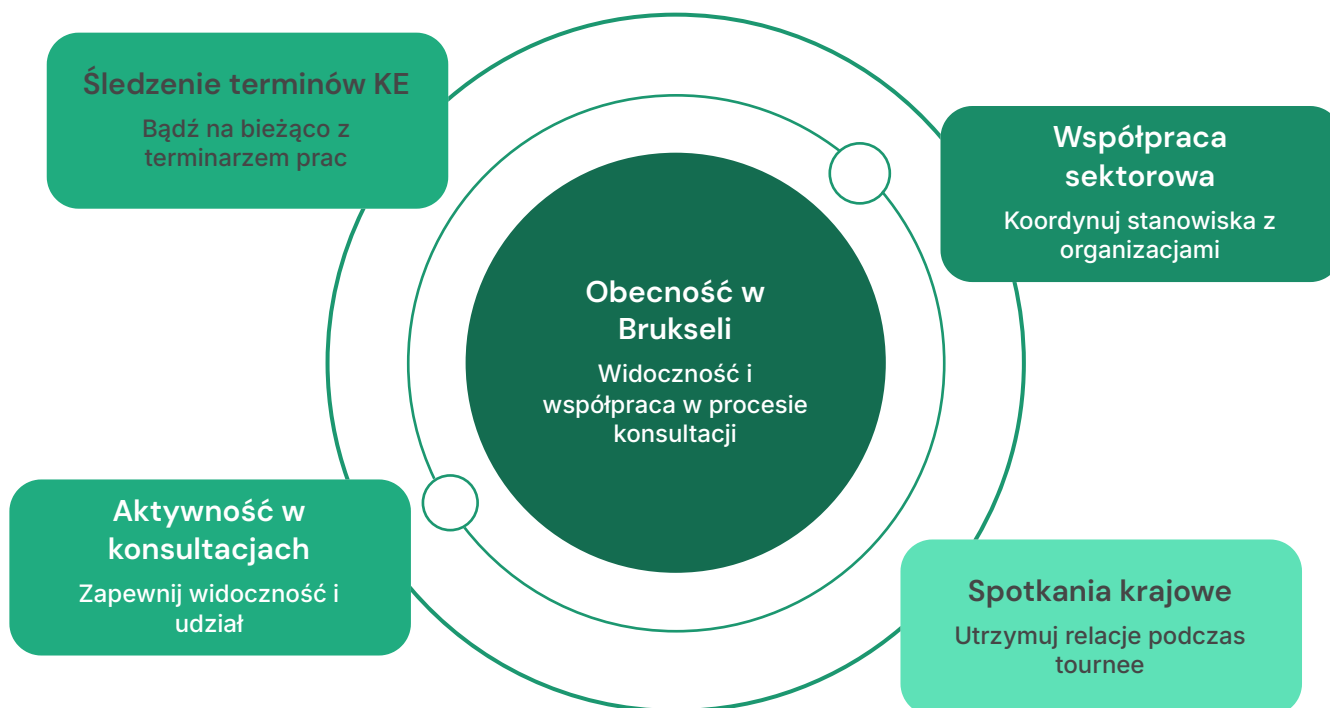 Śledzenie terminów KE
Bądź na bieżąco z
terminarzem prac
Współpraca
sektorowa
Koordynuj stanowiska z
organizacjami
Obecność w
Brukseli
Widoczność i
współpraca w procesie
konsultacji
Aktywność w
konsultacjach
Zapewnij widoczność i
udział
Spotkania krajowe
Utrzymuj relacje podczas
tournee